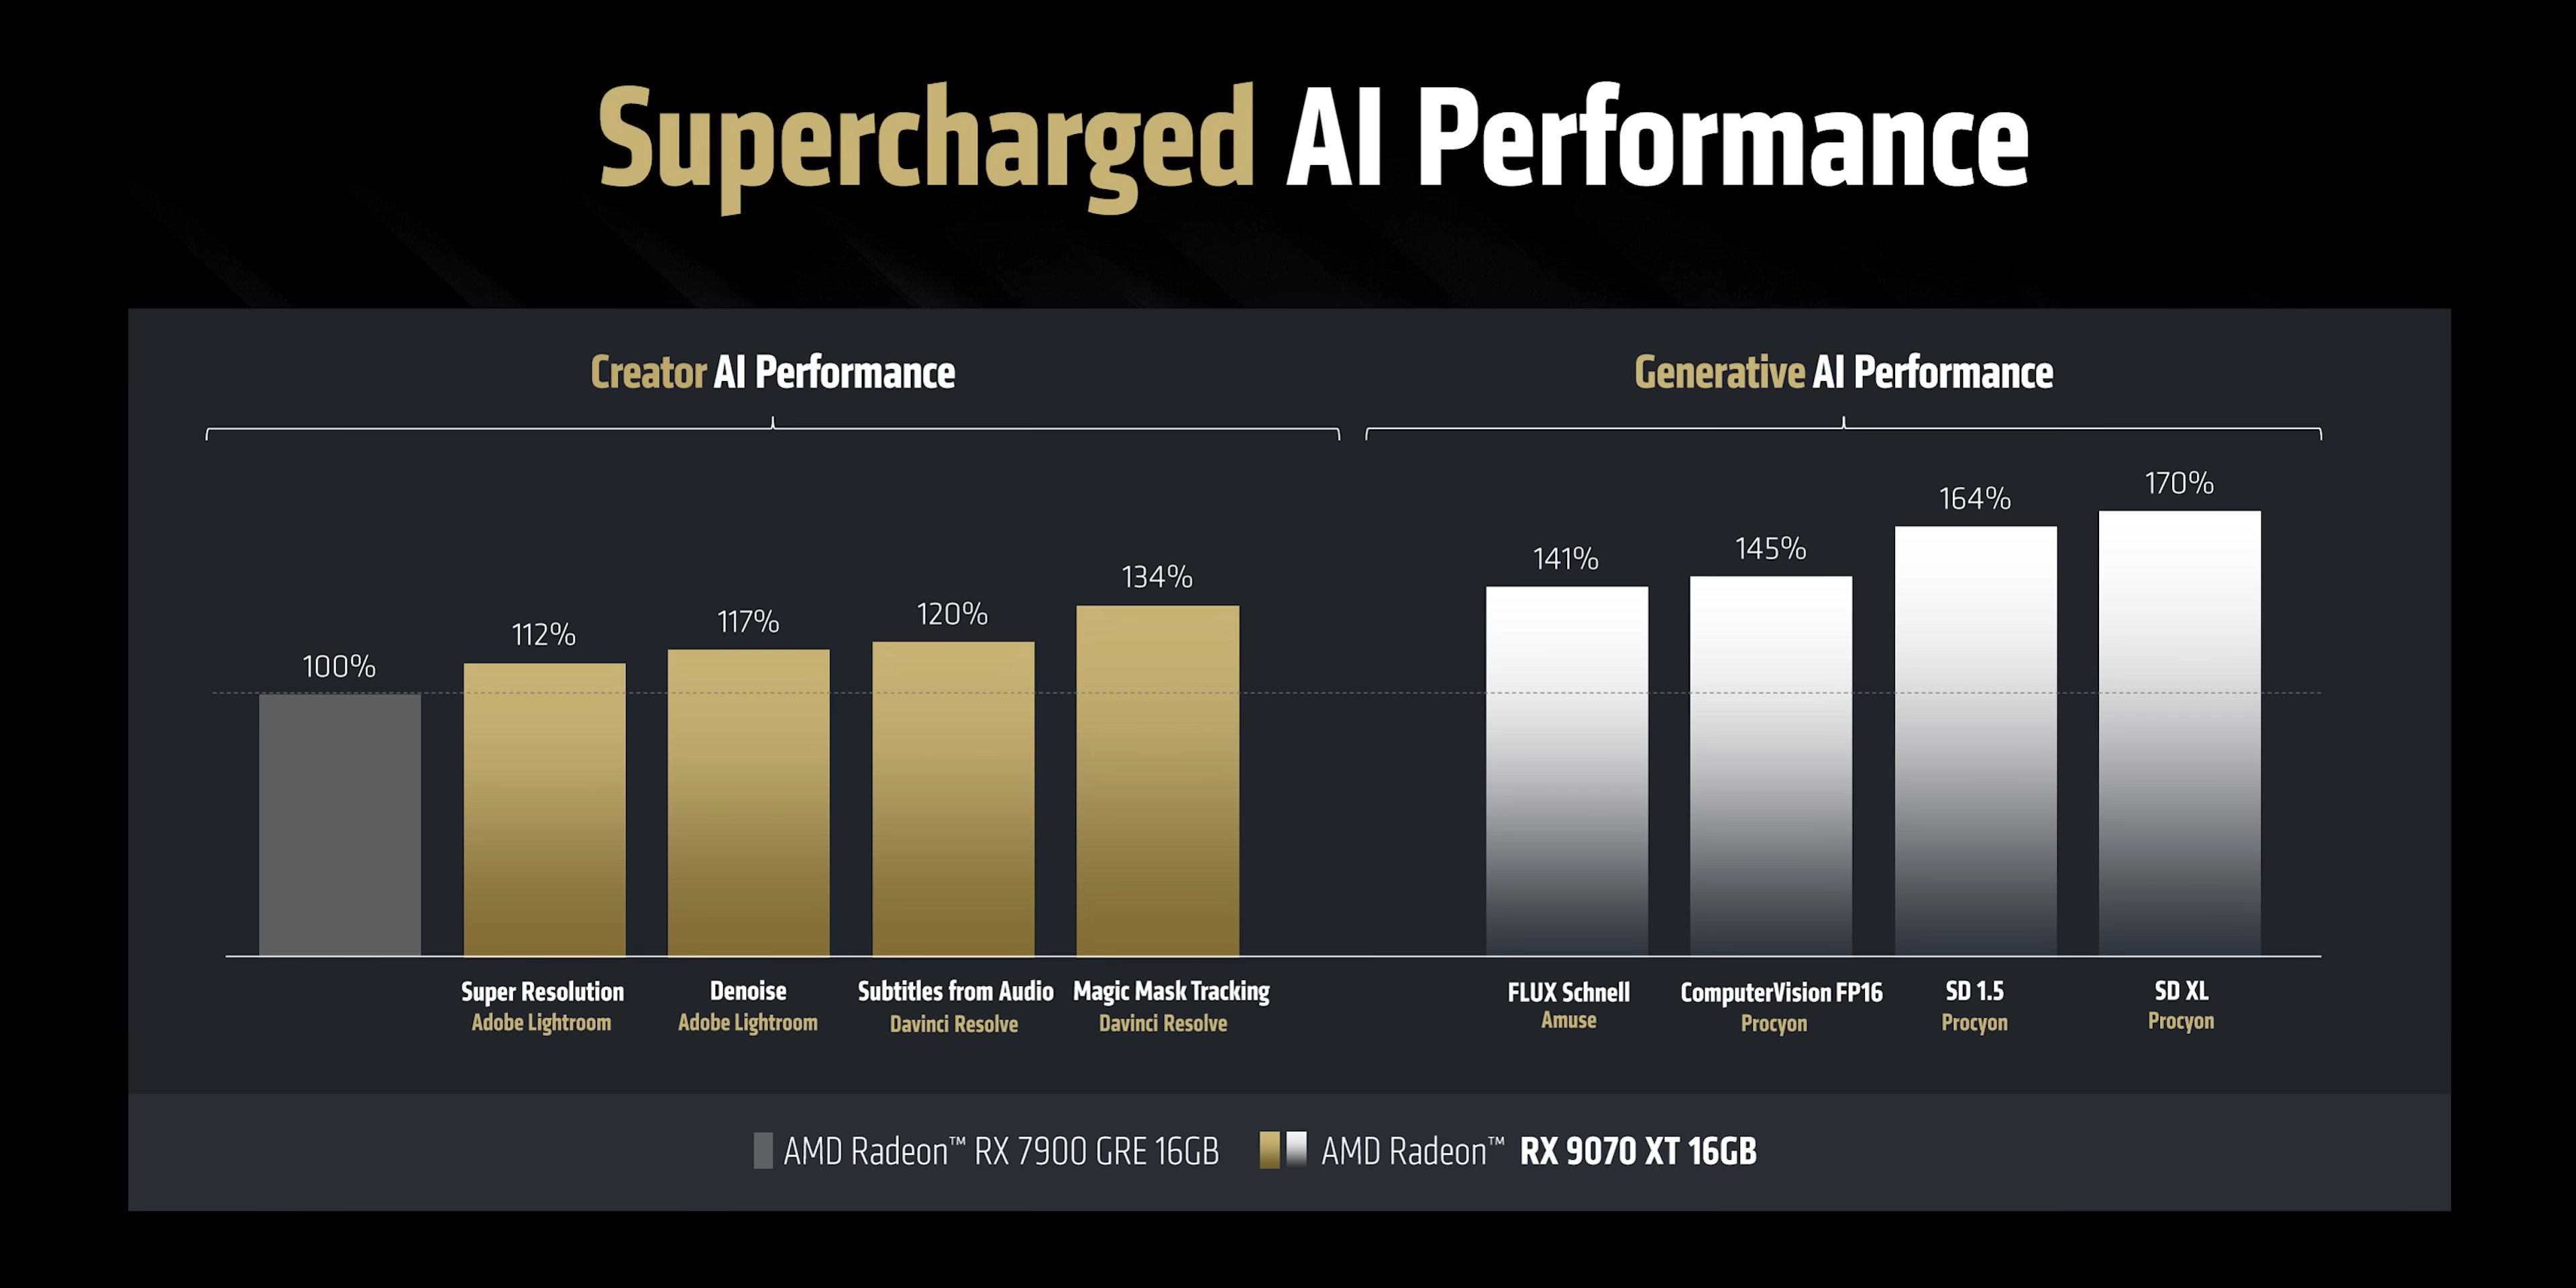 Supercharged AI Performance
Creator AI Performance
100%
112%
117%
120%
134%
Super Resolution
Adobe Lightroom
Denoise
Adobe Lightroom
Subtitles from Audio
Davinci Resolve
Magic Mask Tracking
Davinci Resolve
Generative AI Performance
141%
145%
164%
170%
FLUX Schnell
Amuse
ComputerVision FP16
Procyon
SD 1.5
Procyon
SD XL
Procyon
AMD Radeon™ RX 7900 GRE 16GB
AMD Radeon™ RX 9070 XT 16GB